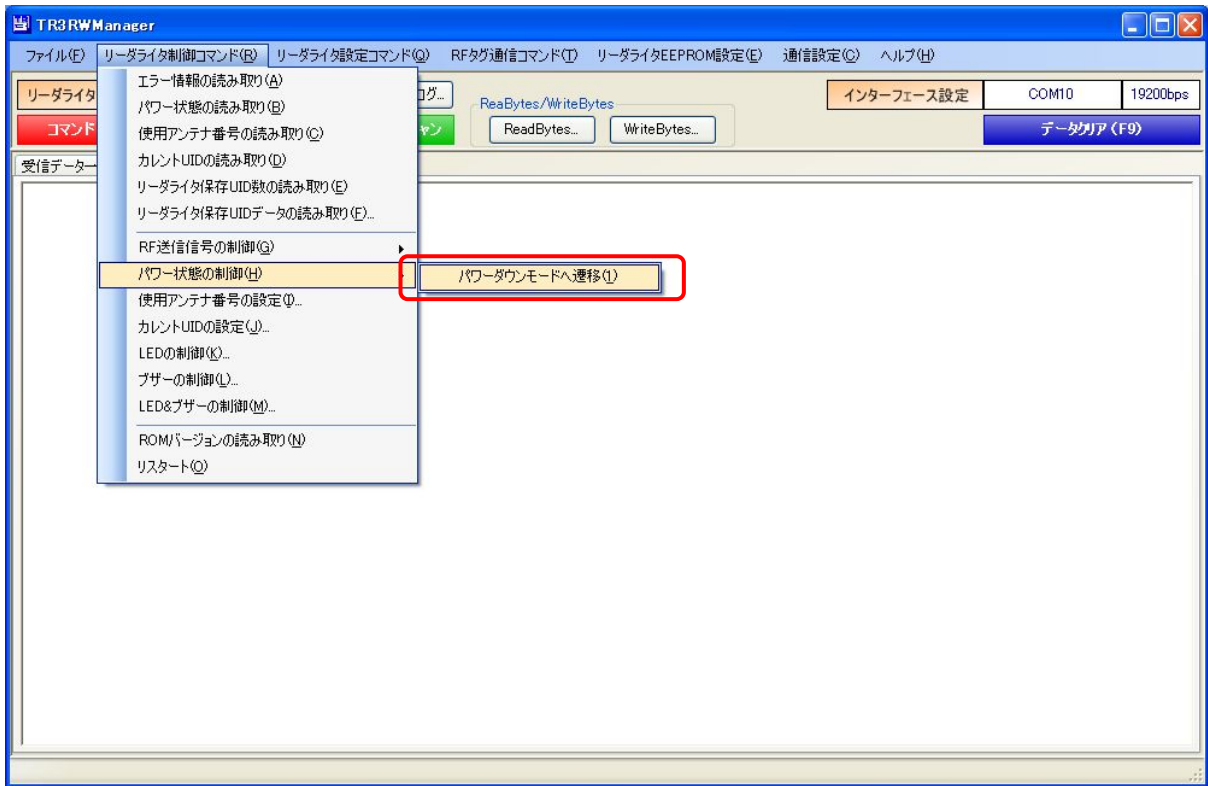 TR3RWManager
ファイル(F) リーダライタ制御コマンド(R) リーダライタ設定コマンド(Q) RFタグ通信コマンド(T) リーダライタEEPROM設定(E) 通信設定(C) ヘルプ(H)
リーダライタ
コマンド
ログ...
ャン
ReaBytes/WriteBytes
ReadBytes... WriteBytes...
インターフェース設定 COM10 19200bps
データクリア (F9)
受信データ
エラー情報の読み取り(A)
パワー状態の読み取り(B)
使用アンテナ番号の読み取り(C)
カレントUIDの読み取り(D)
リーダライタ保存UID数の読み取り(E)
リーダライタ保存UIDデータの読み取り(F)...
RF送信信号の制御(G)
パワー状態の制御(H)
パワーダウンモードへ遷移(1)
使用アンテナ番号の設定(I)...
カレントUIDの設定(J)...
LEDの制御(K)...
ブザーの制御(L)...
LED&ブザーの制御(M)...
ROMバージョンの読み取り(N)
リスタート(O)